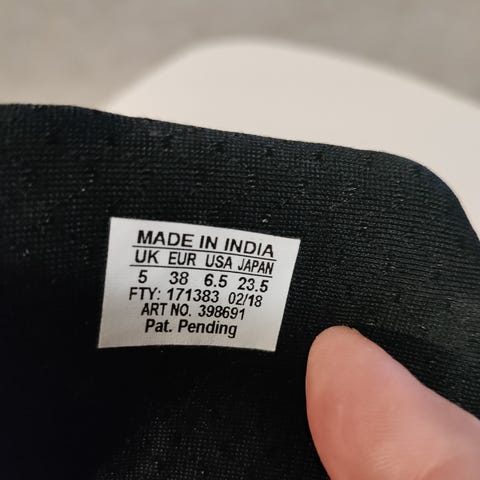 MADE IN INDIA
UK EUR USA JAPAN
5 38 6.5 23.5
FTY: 171383 02/18
ART NO. 398691
Pat. Pending